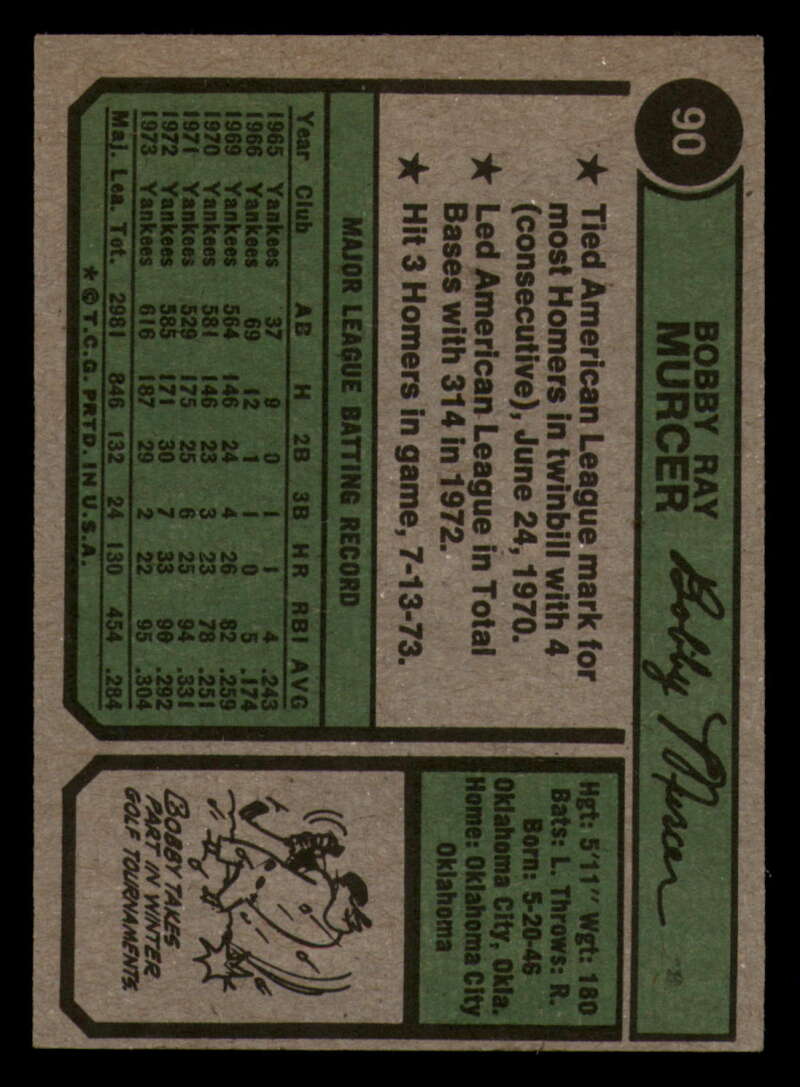 90
BOBBY RAY
MURCER
Bobby Murcer
★ Tied American League mark for
most Homers in twinbill with 4
(consecutive), June 24, 1970.
★ Led American League in Total
Bases with 314 in 1972.
★ Hit 3 Homers in game, 7-13-73.
Hgt: 5'11" Wgt: 180
Bats: L. Throws: R.
Born: 5-20-46
Oklahoma City, Okla.
Home: Oklahoma City
Oklahoma
MAJOR LEAGUE BATTING RECORD
Year Club AB H 2B 3B HR RBI AVG
1965 Yankees 37 9 0 1 1 4 .243
1966 Yankees 69 12 1 1 0 5 .174
1969 Yankees 564 146 24 4 26 82 .259
1970 Yankees 581 146 23 3 23 78 .251
1971 Yankees 529 175 25 6 25 94 .331
1972 Yankees 585 171 30 7 33 96 .292
1973 Yankees 616 187 29 2 22 95 .304
Maj. Lea. Tot. 2981 846 132 24 130 454 .284
* © T.C.G. PRTD. IN U.S.A.
BOBBY TAKES
PART IN WINTER
GOLF TOURNAMENTS.